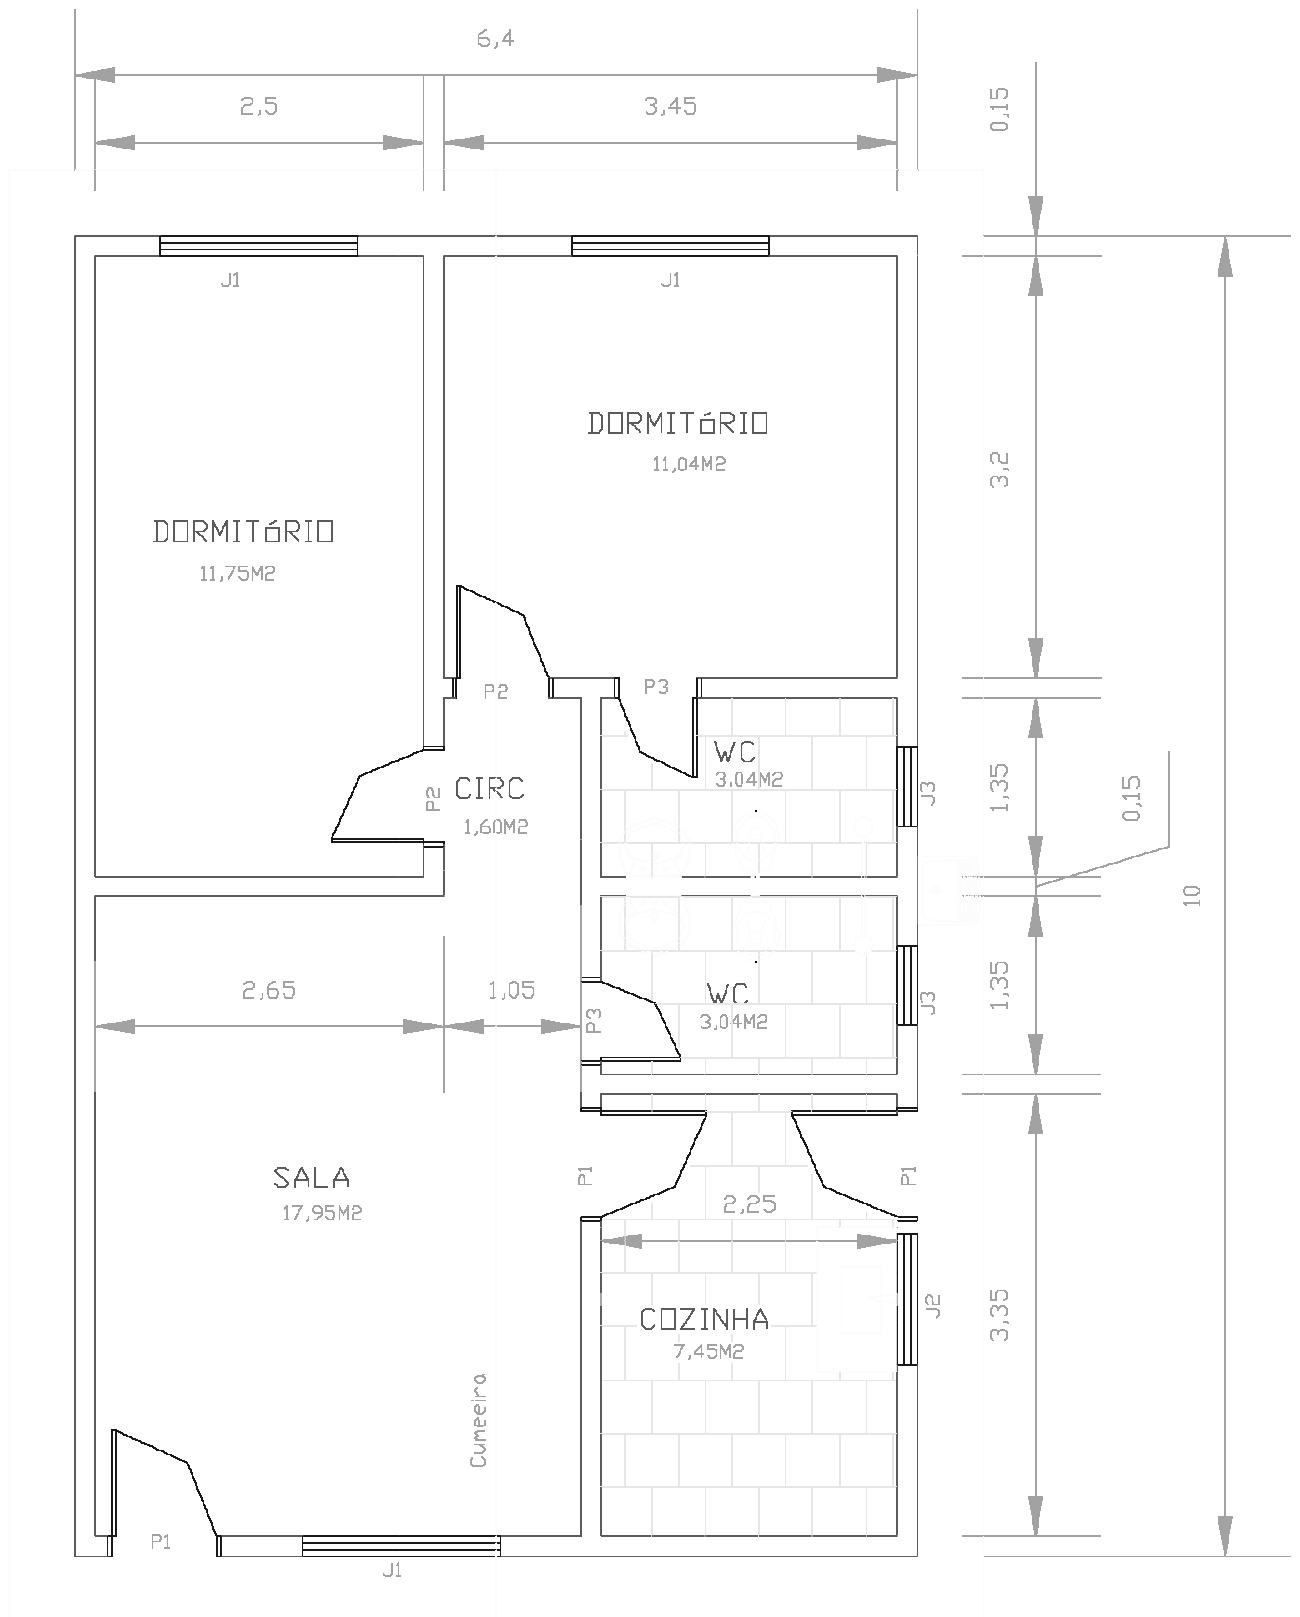 6,4
2,5
3,45
0,15
J1
J1
DORMITóRIO
11,04M2
3,2
DORMITóRIO
11,75M2
P2
P3
WC
3,04M2
CIRC
1,60M2
P2
J3
1,35
0,15
10
2,65
1,05
WC
3,04M2
P3
J3
1,35
SALA
17,95M2
P1
P1
2,25
COZINHA
7,45M2
J2
3,35
Cumeeira
P1
J1